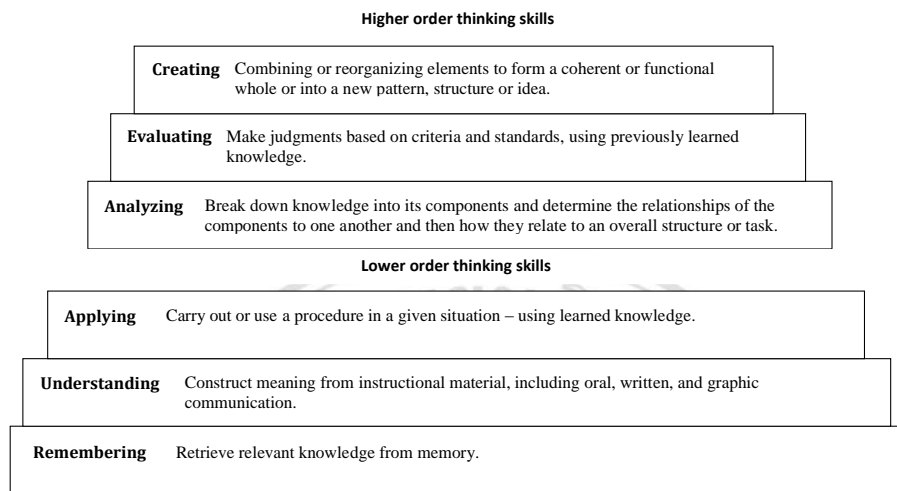 Higher order thinking skills
Creating Combining or reorganizing elements to form a coherent or functional
whole or into a new pattern, structure or idea.
Evaluating Make judgments based on criteria and standards, using previously learned
knowledge.
Analyzing Break down knowledge into its components and determine the relationships of the
components to one another and then how they relate to an overall structure or task.
Lower order thinking skills
Applying Carry out or use a procedure in a given situation – using learned knowledge.
Understanding Construct meaning from instructional material, including oral, written, and graphic
communication.
Remembering Retrieve relevant knowledge from memory.